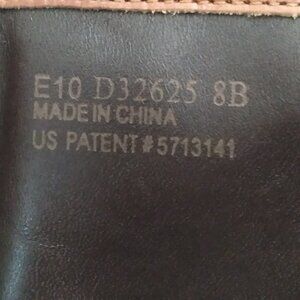 E10 D32625 8B
MADE IN CHINA
US PATENT#5713141